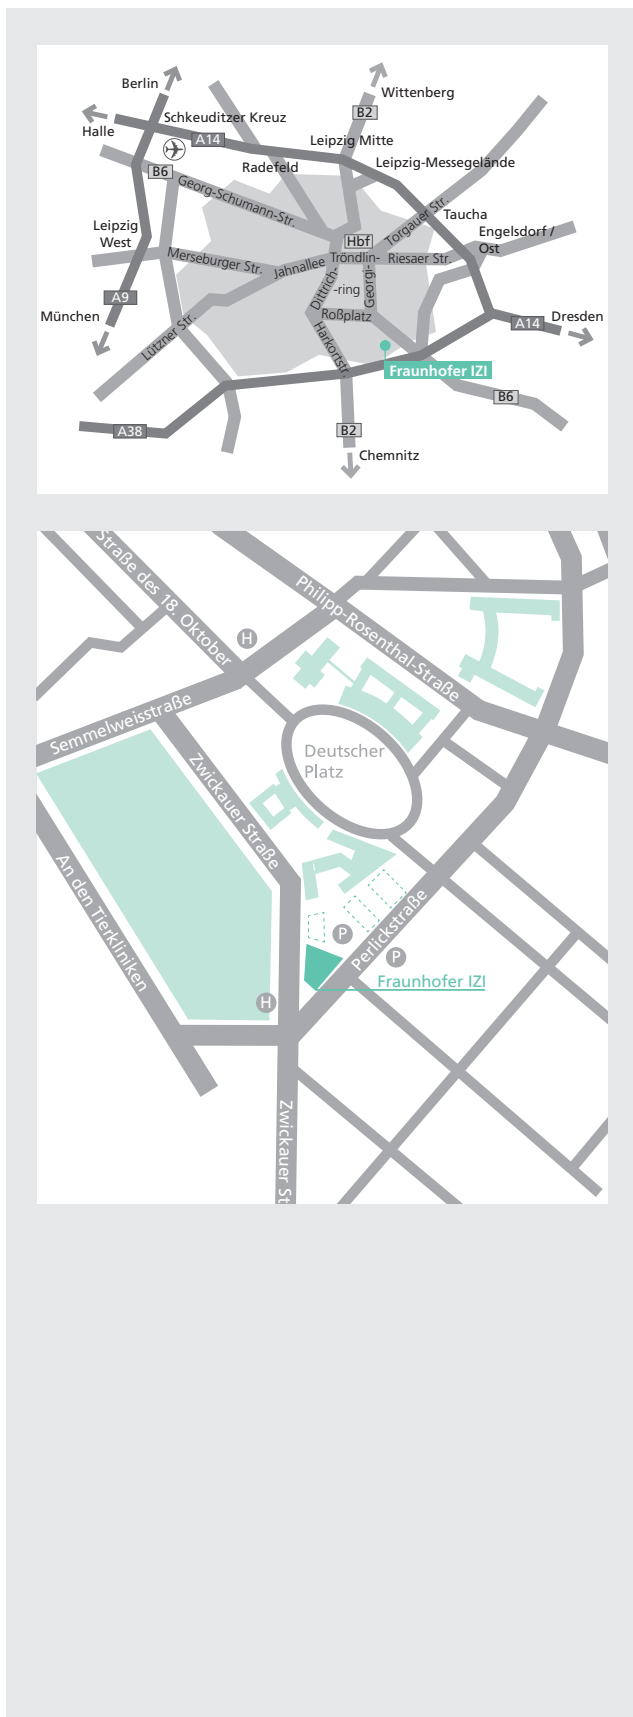 Berlin
Wittenberg
B2
Schkeuditzer Kreuz
Halle
A14
Leipzig Mitte
Radefeld
Leipzig-Messegelände
B6
Georg-Schumann-Str.
Torgauer Str.
Taucha
Leipzig
West
Engelsdorf /
Ost
Hbf
Merseburger Str.
Jahnallee
Tröndlin-
Riesaer Str.
Dittrich-
-ring
Georgi-
A9
München
Lützner Str.
Roßplatz
Harkortstr.
A14
Dresden
Fraunhofer IZI
B6
A38
B2
Chemnitz
Straße des 18. Oktober
Philipp-Rosenthal-Straße
H
Semmelweisstraße
Deutscher
Platz
Zwickauer Straße
An den Tierkliniken
P
Perlickstraße
P
Fraunhofer IZI
H
Zwickauer St